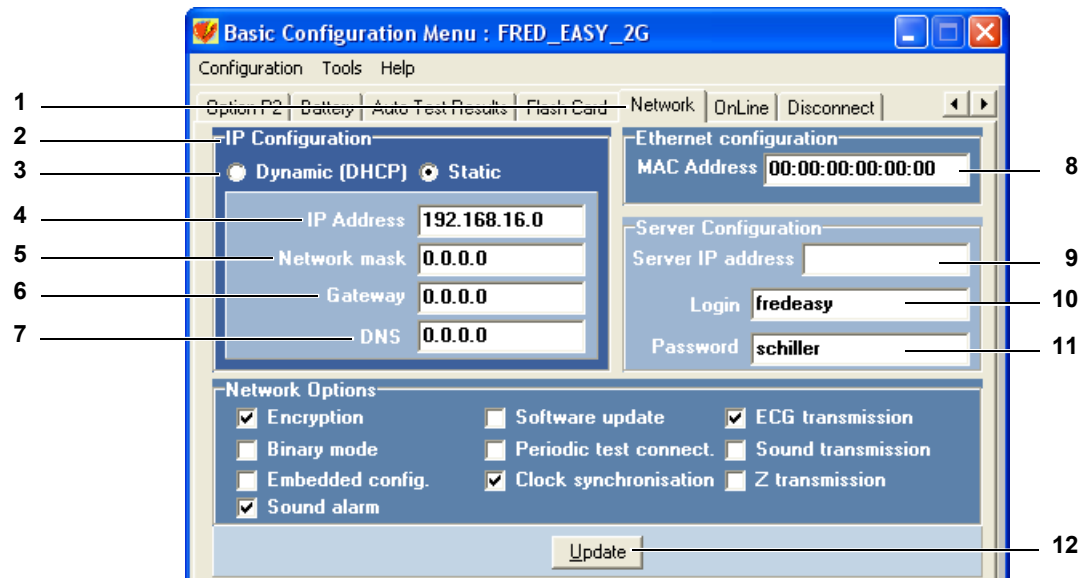 Basic Configuration Menu : FRED_EASY_2G
Configuration Tools Help
1
Option P2 Battery Auto Test Results Flash Card Network OnLine Disconnect
2
IP Configuration
3
Dynamic (DHCP) Static
4
IP Address 192.168.16.0
5
Network mask 0.0.0.0
6
Gateway 0.0.0.0
7
DNS 0.0.0.0
Ethernet configuration
MAC Address 00:00:00:00:00:00
8
Server Configuration
Server IP address
9
Login fredeasy
10
Password schiller
11
Network Options
Encryption Software update ECG transmission
Binary mode Periodic test connect. Sound transmission
Embedded config. Clock synchronisation Z transmission
Sound alarm
Update
12